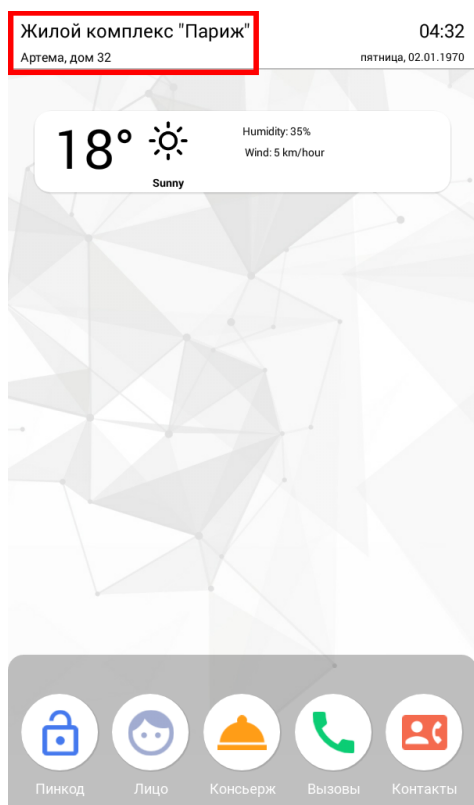 Жилой комплекс "Париж"
04:32
Артема, дом 32
пятница, 02.01.1970
18°
Humidity: 35%
Wind: 5 km/hour
Sunny
Пинкод
Лицо
Консьерж
Вызовы
Контакты